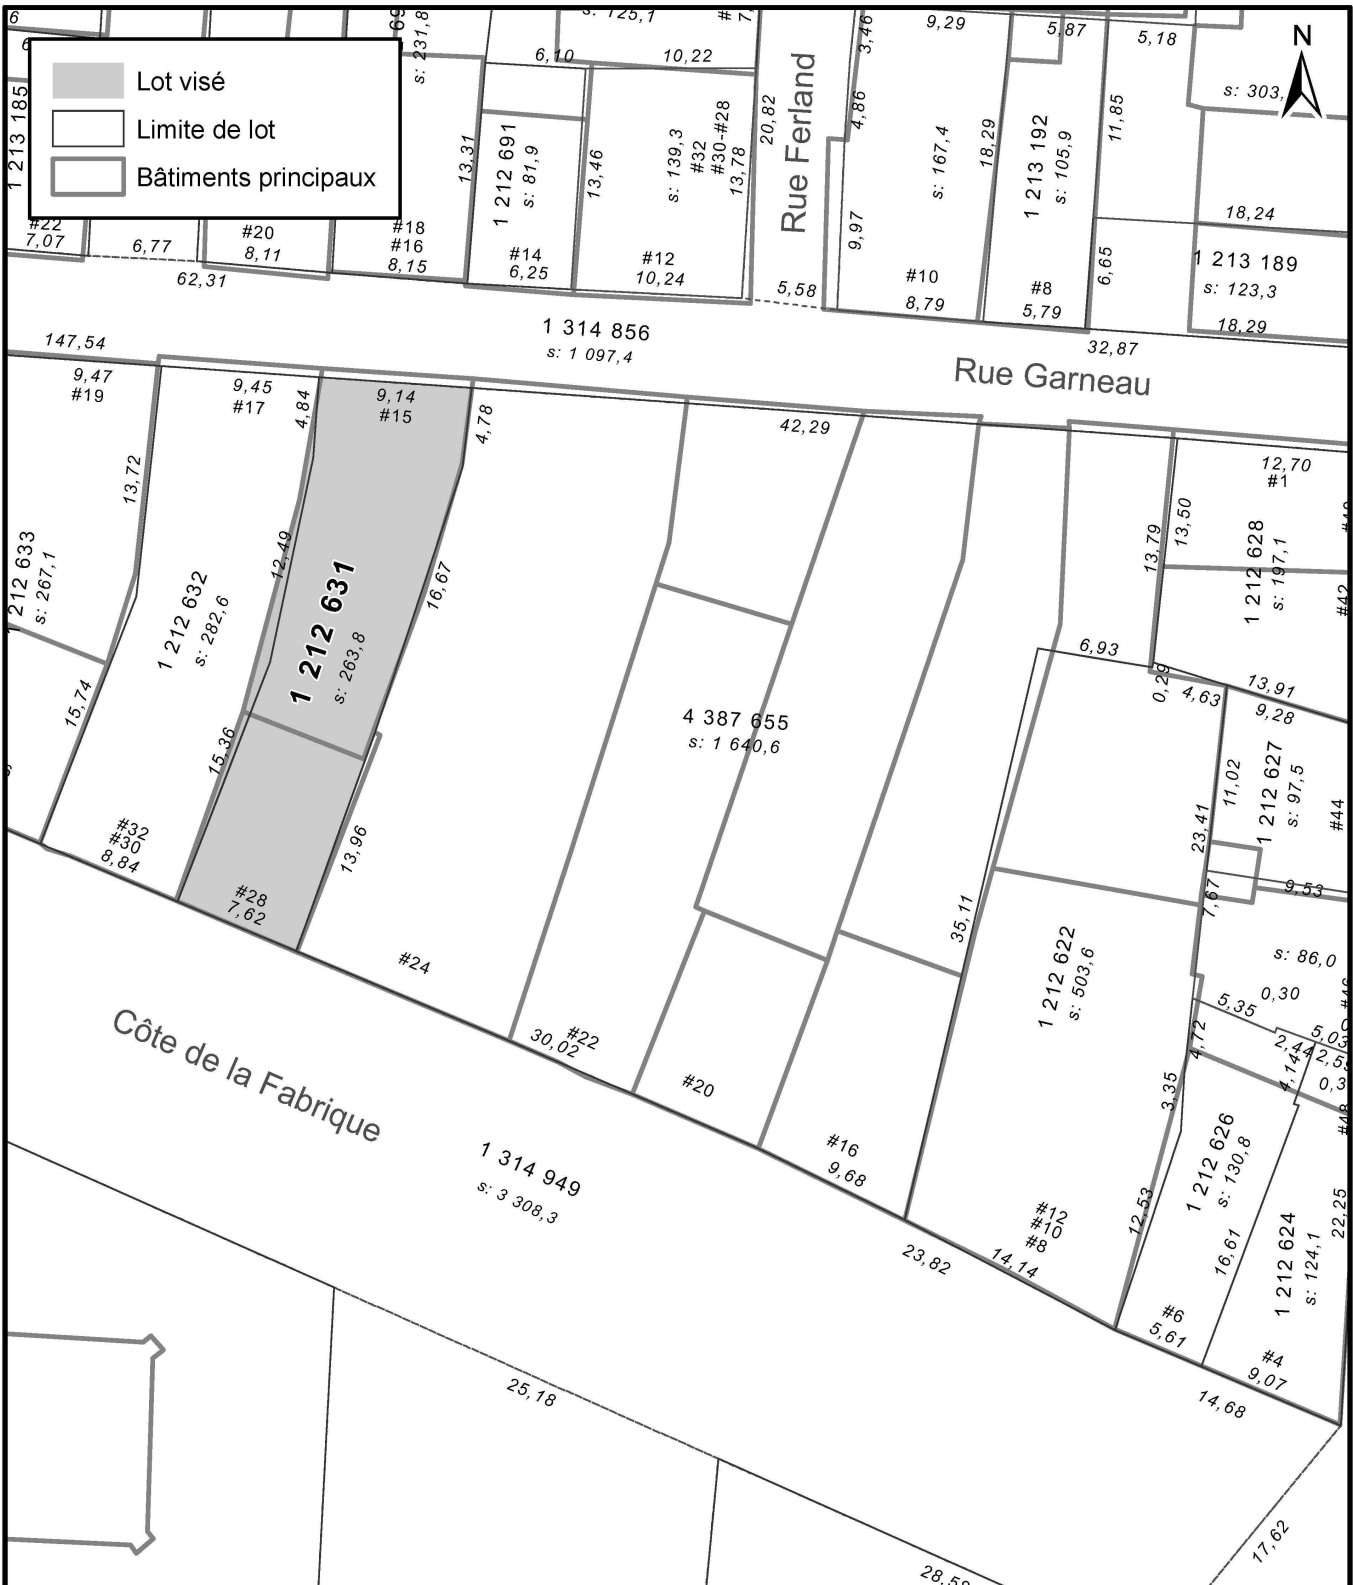 Lot visé
Limite de lot
Bâtiments principaux
N
6
1 213 185
#22
7,07
6,77
#20
8,11
62,31
s: 231,8
#18
#16
8,15
13,31
6,10
1 212 691
s: 81,9
#14
6,25
13,46
s: 125,1
10,22
s: 139,3
#32
#30-#28
13,78
#12
10,24
20,82
Rue Ferland
5,58
3,46
4,86
9,97
9,29
s: 167,4
#10
8,79
18,29
5,87
1 213 192
s: 105,9
#8
5,79
5,18
11,85
6,65
s: 303,
18,24
1 213 189
s: 123,3
18,29
32,87
1 314 856
s: 1 097,4
Rue Garneau
147,54
9,47
#19
9,45
#17
4,84
9,14
#15
4,78
42,29
13,72
12,49
16,67
212 633
s: 267,1
1 212 632
s: 282,6
1 212 631
s: 263,8
15,74
15,36
13,96
#32
#30
8,84
#28
7,62
#24
4 387 655
s: 1 640,6
30,02
#22
#20
#16
9,68
35,11
6,93
0,29
4,63
13,79
13,50
12,70
#1
1 212 628
s: 197,1
#42
13,91
9,28
11,02
1 212 627
s: 97,5
#44
23,41
7,67
9,53
s: 86,0
0,30
5,35
5,03
2,44
4,14
0,3
4,72
3,35
1 212 622
s: 503,6
1 212 626
s: 130,8
12,53
16,61
1 212 624
s: 124,1
22,25
#12
#10
#8
14,14
23,82
#6
5,61
#4
9,07
14,68
Côte de la Fabrique
1 314 949
s: 3 308,3
25,18
17,62